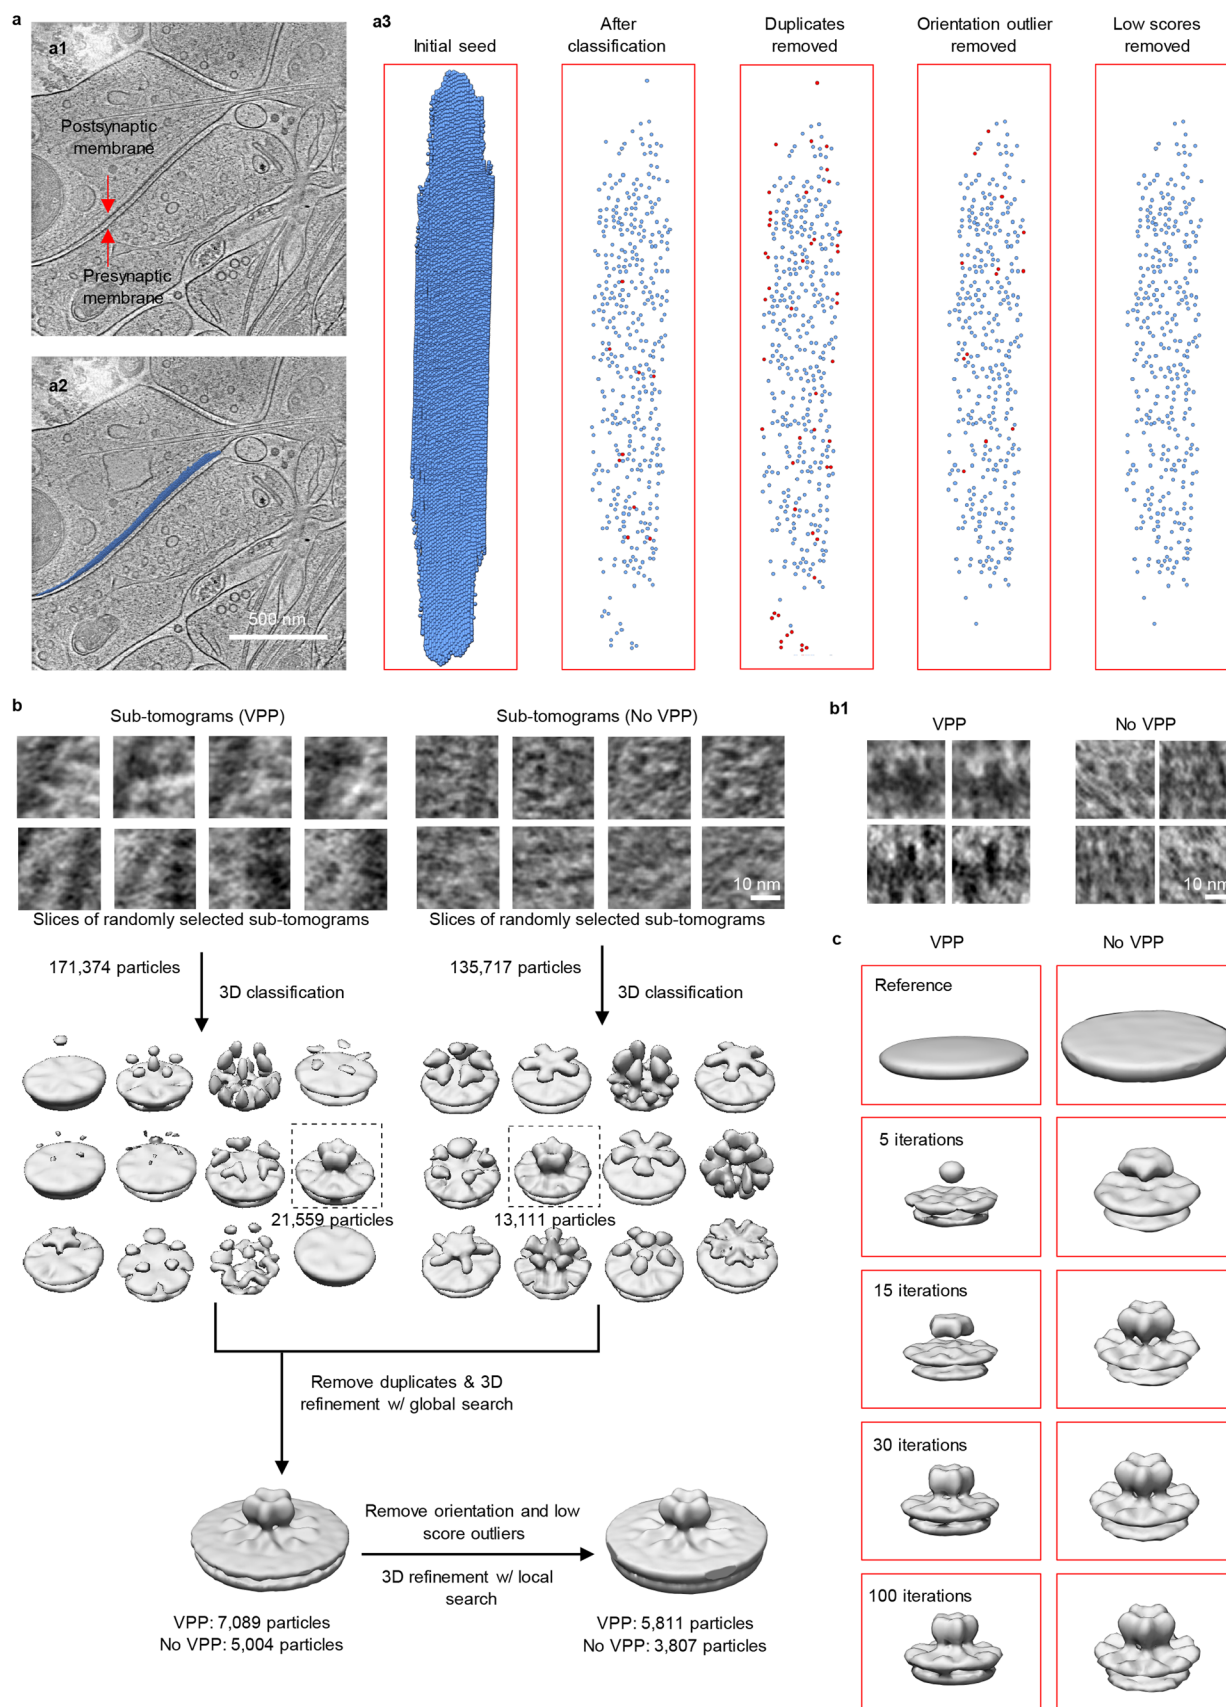 a
a1
Postsynaptic
membrane
Presynaptic
membrane
a2
500 nm
a3
Initial seed
After
classification
Duplicates
removed
Orientation outlier
removed
Low scores
removed
b
Sub-tomograms (VPP)
Sub-tomograms (No VPP)
10 nm
Slices of randomly selected sub-tomograms
Slices of randomly selected sub-tomograms
171,374 particles
3D classification
135,717 particles
3D classification
21,559 particles
13,111 particles
Remove duplicates & 3D
refinement w/ global search
Remove orientation and low
score outliers
3D refinement w/ local
search
VPP: 7,089 particles
No VPP: 5,004 particles
VPP: 5,811 particles
No VPP: 3,807 particles
b1
VPP
No VPP
10 nm
c
VPP
No VPP
Reference
5 iterations
15 iterations
30 iterations
100 iterations